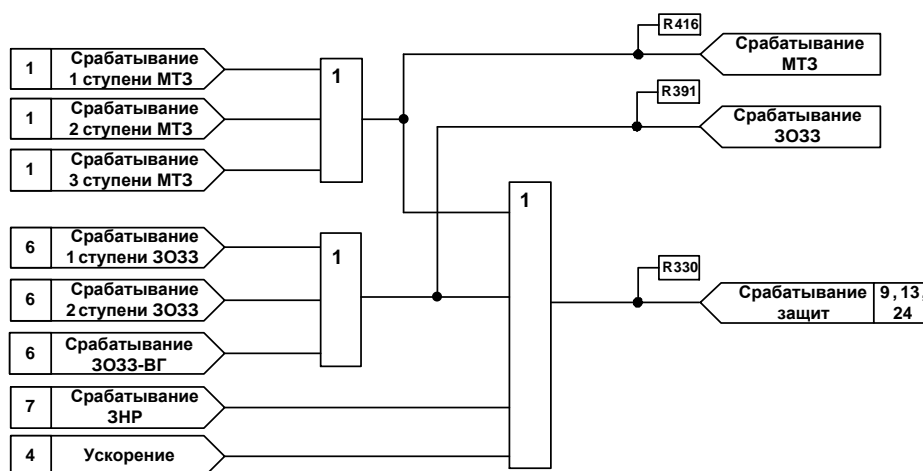 R416
1
Срабатывание
1 ступени МТЗ
1
Срабатывание
МТЗ
R391
1
Срабатывание
2 ступени МТЗ
Срабатывание
ЗОЗЗ
1
Срабатывание
3 ступени МТЗ
1
6
Срабатывание
1 ступени ЗОЗЗ
1
R330
6
Срабатывание
2 ступени ЗОЗЗ
Срабатывание
защит
9, 13,
24
6
Срабатывание
ЗОЗЗ-ВГ
7
Срабатывание
ЗНР
4
Ускорение